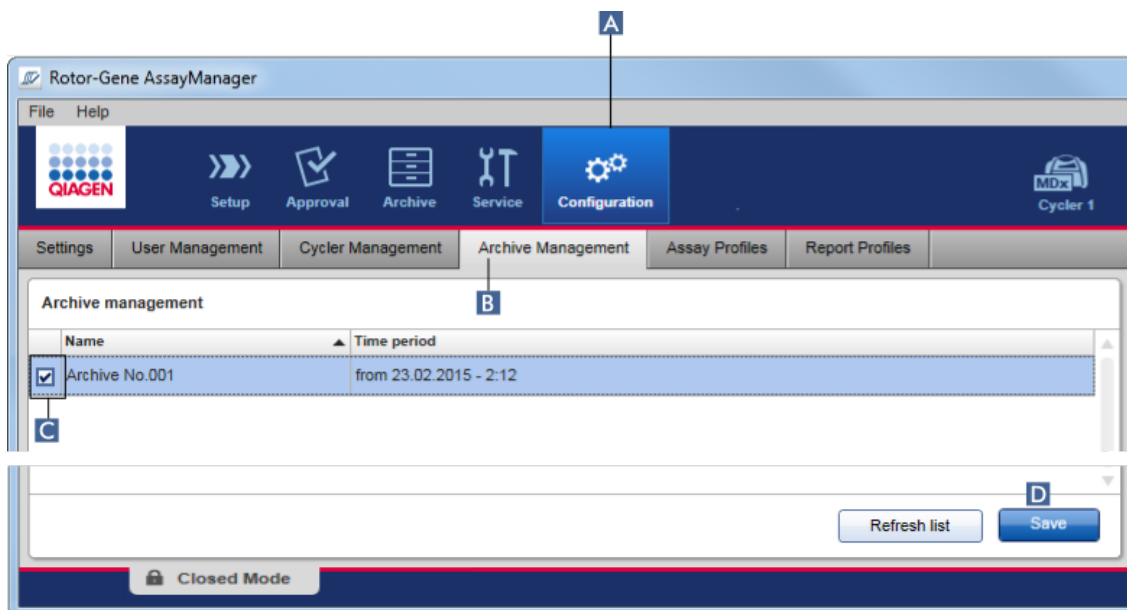 A
Rotor-Gene AssayManager
File Help
QIAGEN
Setup Approval Archive Service Configuration
MDx
Cycler 1
Settings User Management Cycler Management Archive Management Assay Profiles Report Profiles
Archive management
B
Name Time period
Archive No.001 from 23.02.2015 - 2:12
C
D
Refresh list Save
Closed Mode